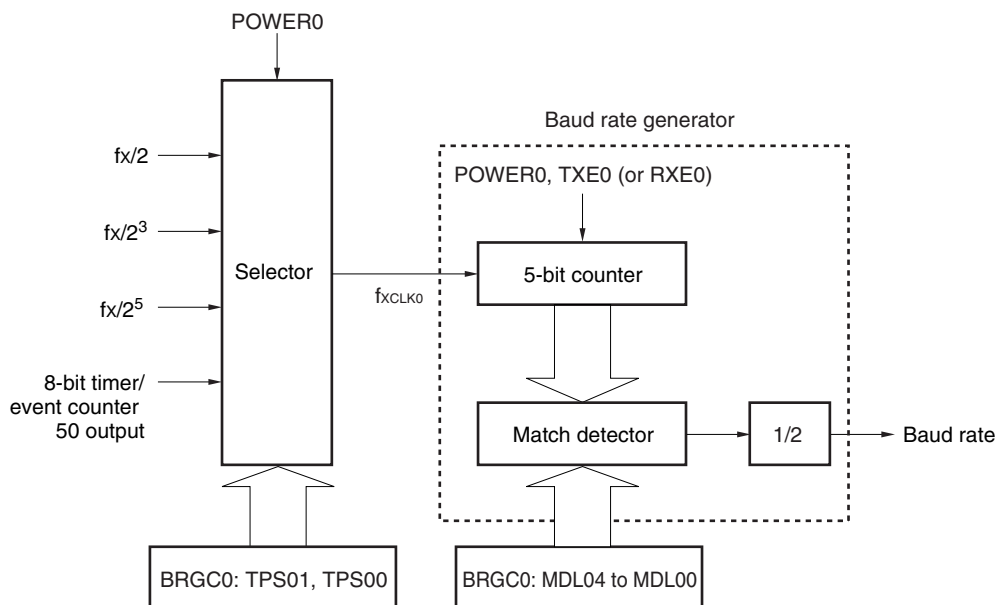 POWER0
Baud rate generator
fx/2
POWER0, TXE0 (or RXE0)
fx/2³
Selector
5-bit counter
fXCLK0
fx/2⁵
8-bit timer/
event counter
50 output
Match detector
1/2
Baud rate
BRGC0: TPS01, TPS00
BRGC0: MDL04 to MDL00